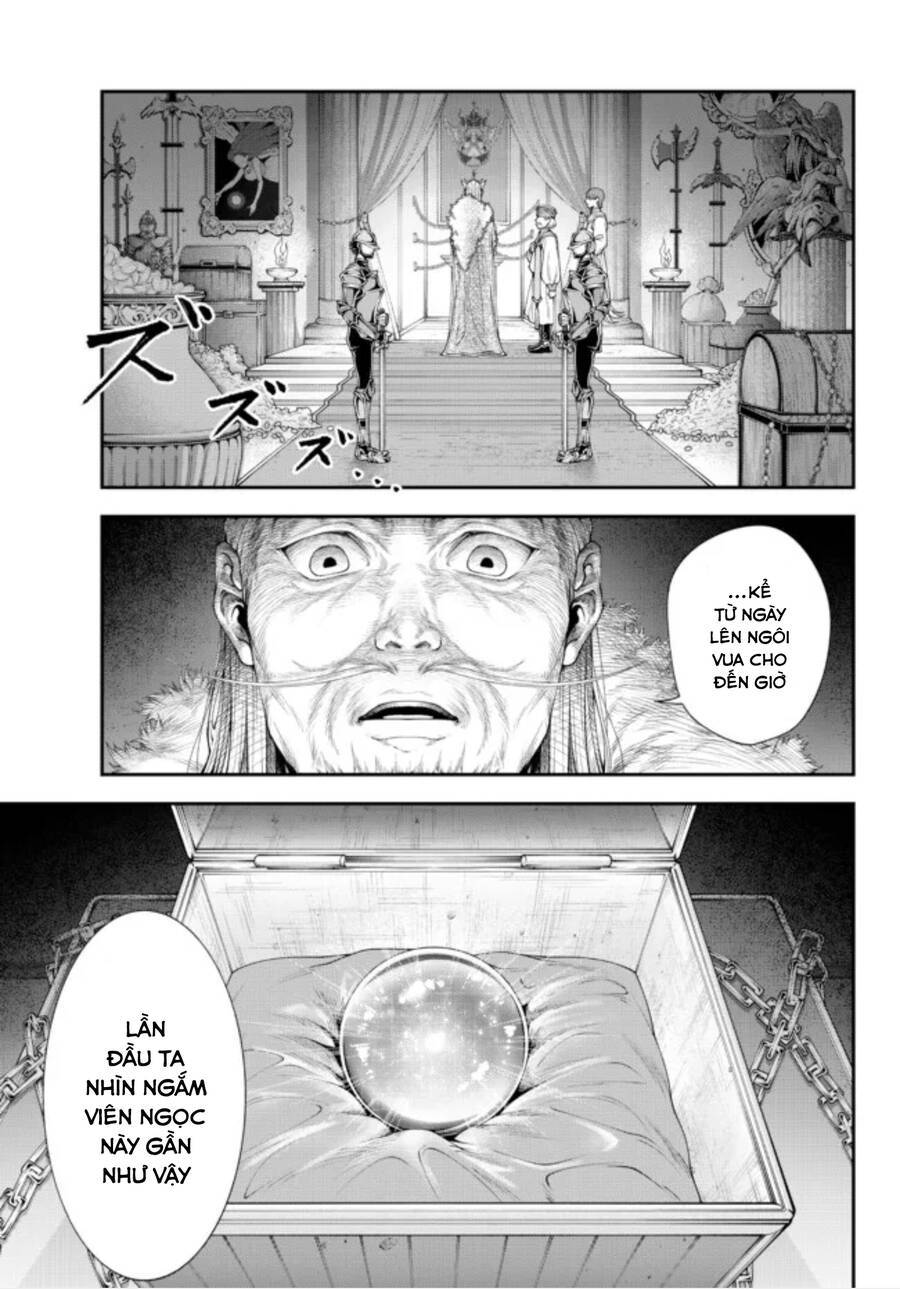 ズズズ...
...KỂ
TỪ NGÀY
LÊN NGÔI
VUA CHO
ĐẾN GIỜ
LẦN
ĐẦU TA
NHÌN NGẮM
VIÊN NGỌC
NÀY GẦN
NHƯ VẬY